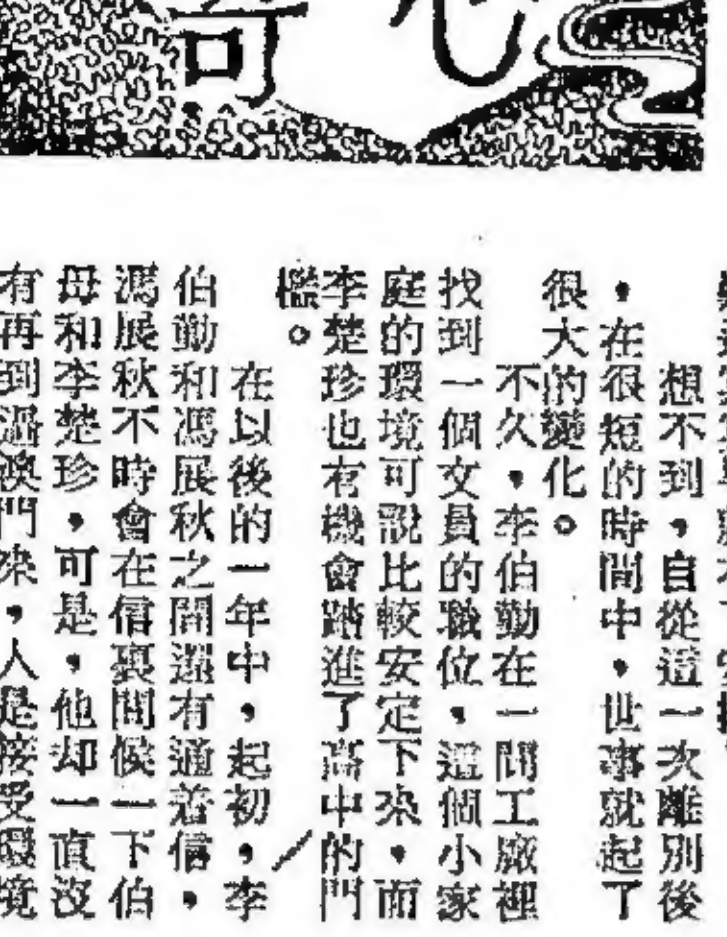 心奇
想不到，自從這一次離別後
，在很短的時間中，世事就起了
很大的變化。
不久，李伯勤在一間工廠裡
找到一個文員的職位，這個小家
庭的環境可說比較安定下來，而
李楚珍也有機會踏進了高中的門
檻。
在以後的一年中，起初，李
伯勤和馮展秋之間還有通着信，
馮展秋不時會在信裏問候一下伯
母和李楚珍，可是，他却一直沒
有再到過澳門來，人是接受環境